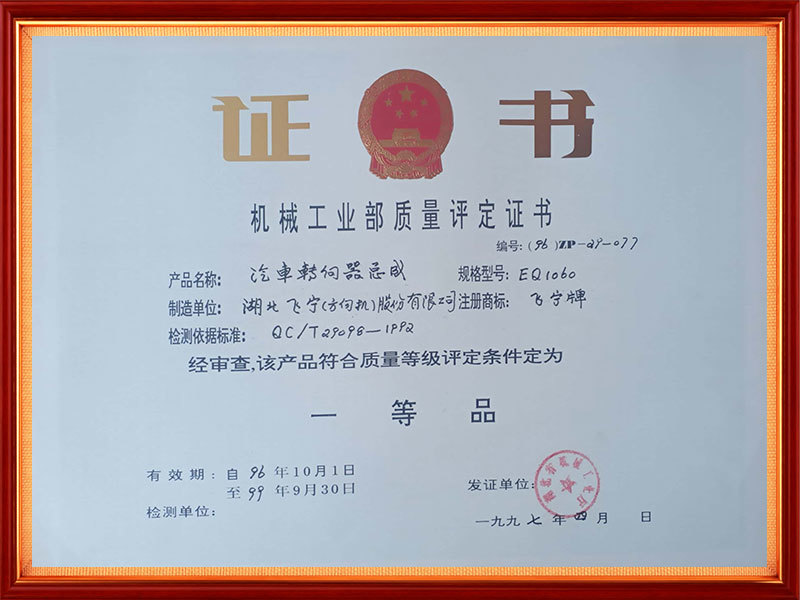 证 书
机械工业部质量评定证书
编号:(96)ZP-29-077
产品名称: 汽車轉向器总成 规格型号: EQ1060
制造单位: 湖北飞宁(方向机)股份有限公司 注册商标: 飞宁牌
检测依据标准: QC/T29096-1992
经审查,该产品符合质量等级评定条件定为
一等品
有效期: 自96年10月1日
至99年9月30日
发证单位:
检测单位:
一九九七年四月 日